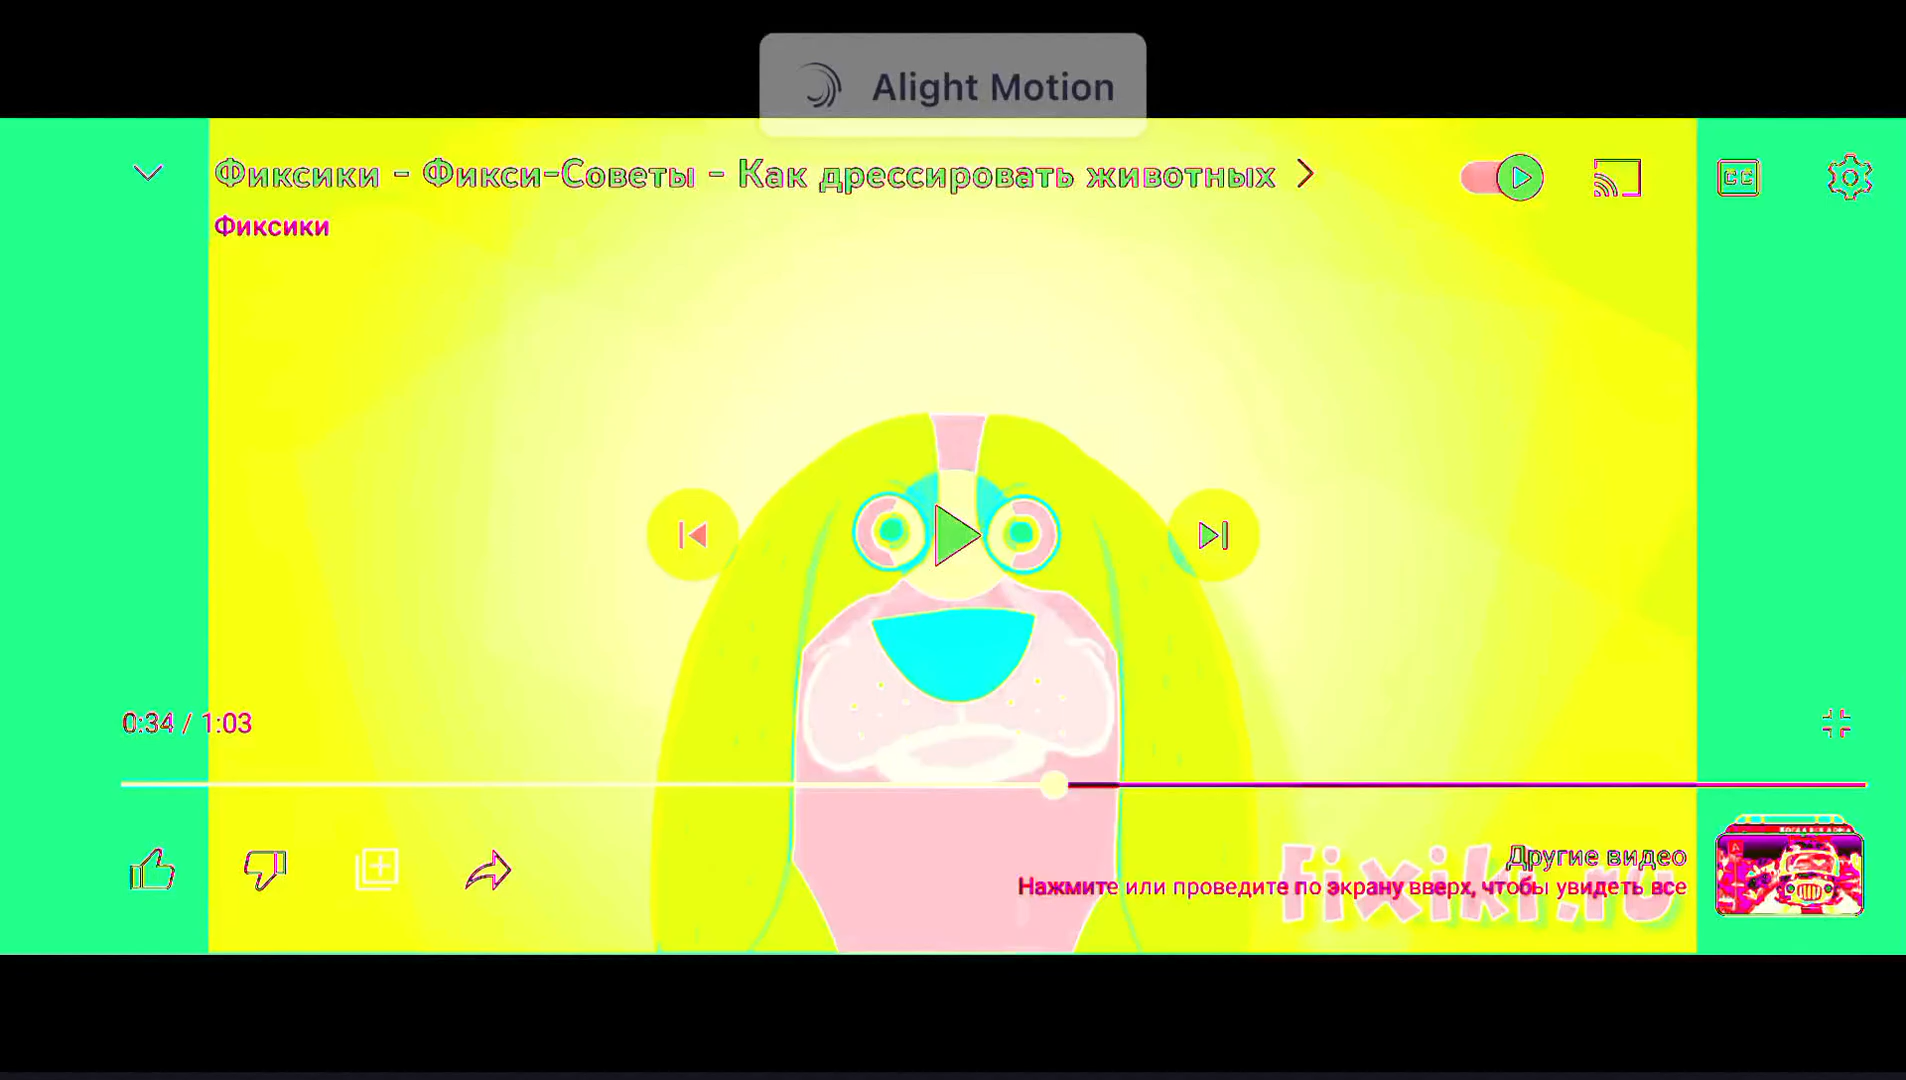 Alight Motion
Фиксики - Фикси-Советы - Как дрессировать животных
CC
Фиксики
0:34 / 1:03
Другие видео
Нажмите или проведите по экрану вверх, чтобы увидеть все
fixiki.ru